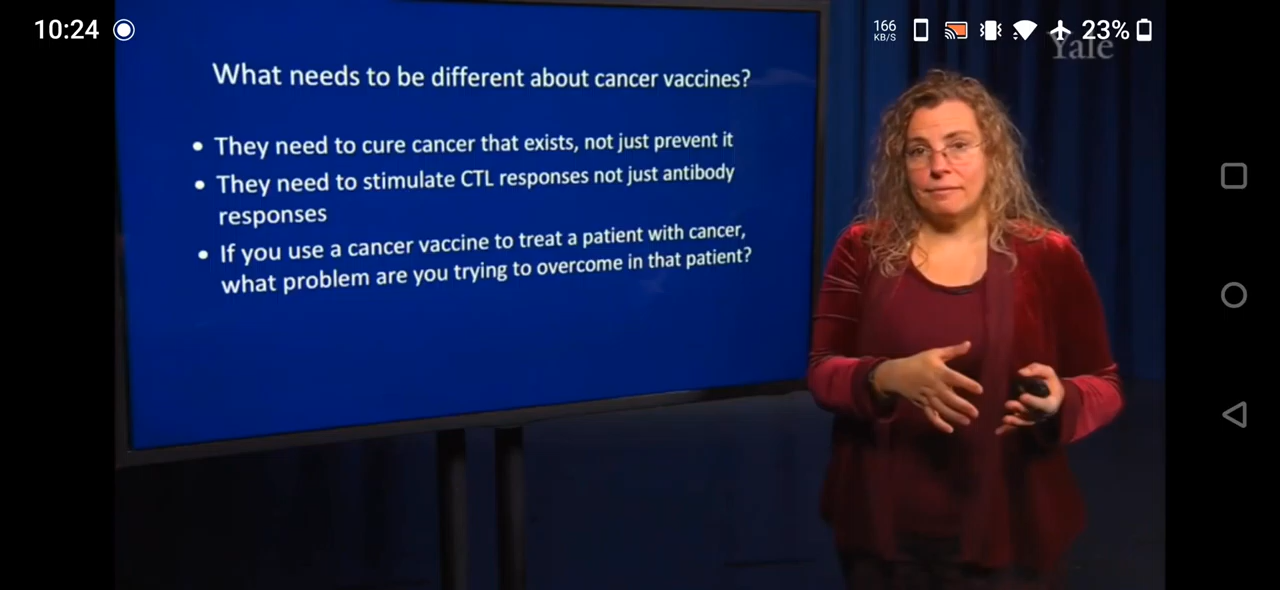 10:24
166
KB/S
23%
Yale
What needs to be different about cancer vaccines?
• They need to cure cancer that exists, not just prevent it
• They need to stimulate CTL responses not just antibody
responses
• If you use a cancer vaccine to treat a patient with cancer,
what problem are you trying to overcome in that patient?